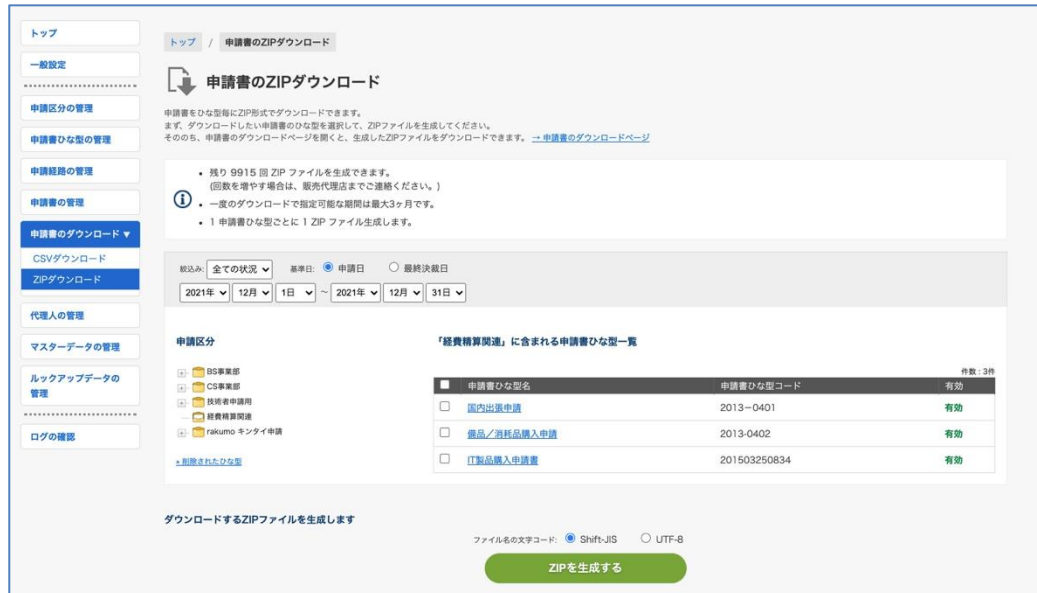 トップ
一般設定
申請区分の管理
申請書ひな型の管理
申請経路の管理
申請書の管理
申請書のダウンロード ▼
CSVダウンロード
ZIPダウンロード
代理人の管理
マスターデータの管理
ルックアップデータの
管理
ログの確認
トップ / 申請書のZIPダウンロード
申請書のZIPダウンロード
申請書をひな型毎にZIP形式でダウンロードできます。
まず、ダウンロードしたい申請書のひな型を選択して、ZIPファイルを生成してください。
そののち、申請書のダウンロードページを開くと、生成したZIPファイルをダウンロードできます。 → 申請書のダウンロードページ
• 残り 9915 回 ZIP ファイルを生成できます。
(回数を増やす場合は、販売代理店までご連絡ください。)
• 一度のダウンロードで指定可能な期間は最大3ヶ月です。
• 1 申請書ひな型ごとに 1 ZIP ファイル生成します。
絞込み: 全ての状況 基準日: 申請日 最終決裁日
2021年 12月 1日 ~ 2021年 12月 31日
申請区分
BS事業部
CS事業部
技術者申請用
経費精算関連
rakumo キンタイ申請
» 削除されたひな型
「経費精算関連」に含まれる申請書ひな型一覧
件数:3件
申請書ひな型名 申請書ひな型コード 有効
国内出張申請 2013−0401 有効
備品/消耗品購入申請 2013-0402 有効
IT製品購入申請書 201503250834 有効
ダウンロードするZIPファイルを生成します
ファイル名の文字コード: Shift-JIS UTF-8
ZIPを生成する